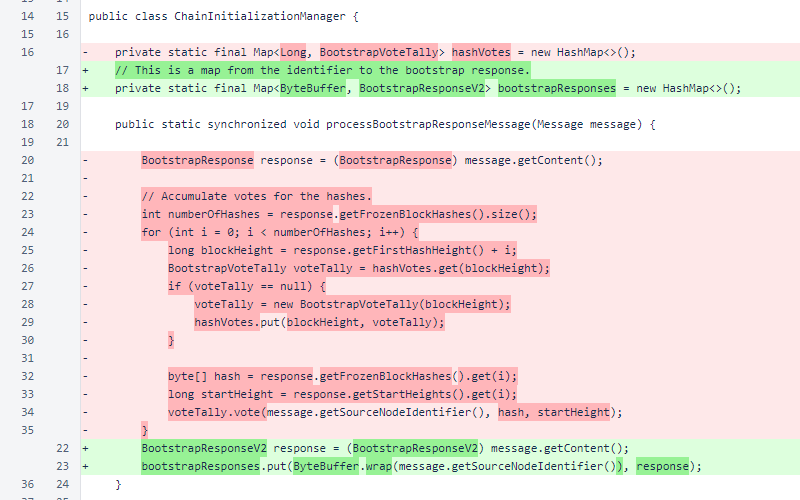 14 15 public class ChainInitializationManager {
15 16
16 - private static final Map<Long, BootstrapVoteTally> hashVotes = new HashMap<>();
17 + // This is a map from the identifier to the bootstrap response.
18 + private static final Map<ByteBuffer, BootstrapResponseV2> bootstrapResponses = new HashMap<>();
17 19
18 20 public static synchronized void processBootstrapResponseMessage(Message message) {
19 21
20 - BootstrapResponse response = (BootstrapResponse) message.getContent();
21 -
22 - // Accumulate votes for the hashes.
23 - int numberOfHashes = response.getFrozenBlockHashes().size();
24 - for (int i = 0; i < numberOfHashes; i++) {
25 - long blockHeight = response.getFirstHashHeight() + i;
26 - BootstrapVoteTally voteTally = hashVotes.get(blockHeight);
27 - if (voteTally == null) {
28 - voteTally = new BootstrapVoteTally(blockHeight);
29 - hashVotes.put(blockHeight, voteTally);
30 - }
31 -
32 - byte[] hash = response.getFrozenBlockHashes().get(i);
33 - long startHeight = response.getStartHeights().get(i);
34 - voteTally.vote(message.getSourceNodeIdentifier(), hash, startHeight);
35 - }
22 + BootstrapResponseV2 response = (BootstrapResponseV2) message.getContent();
23 + bootstrapResponses.put(ByteBuffer.wrap(message.getSourceNodeIdentifier()), response);
36 24 }